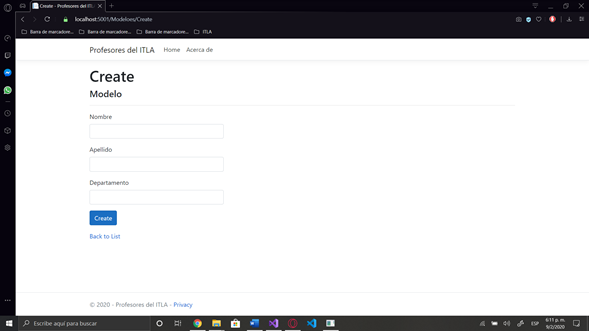 Create - Profesores del ITL
localhost:5001/Modeloes/Create
Barra de marcadore... Barra de marcadore... Barra de marcadore... ITLA
Profesores del ITLA Home Acerca de
Create
Modelo
Nombre
Apellido
Departamento
Create
Back to List
© 2020 - Profesores del ITLA - Privacy
Escribe aquí para buscar
ESP
6:11 p. m.
9/2/2020